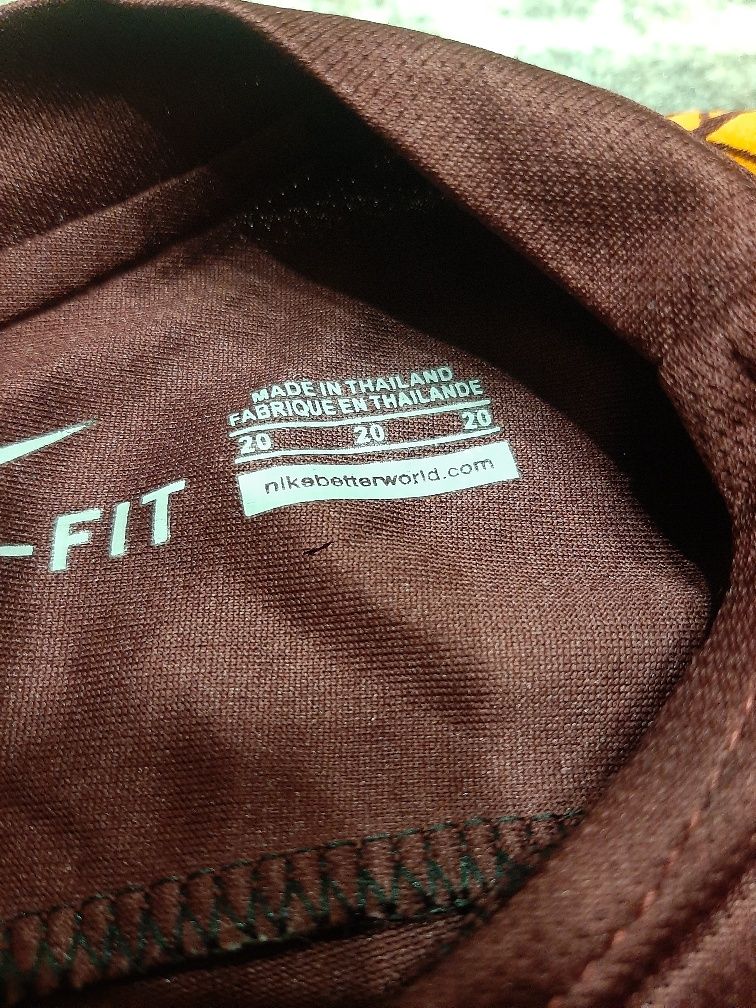 MADE IN THAILAND
FABRIQUE EN THAILANDE
20 20 20
nikebetterworld.com
-FIT